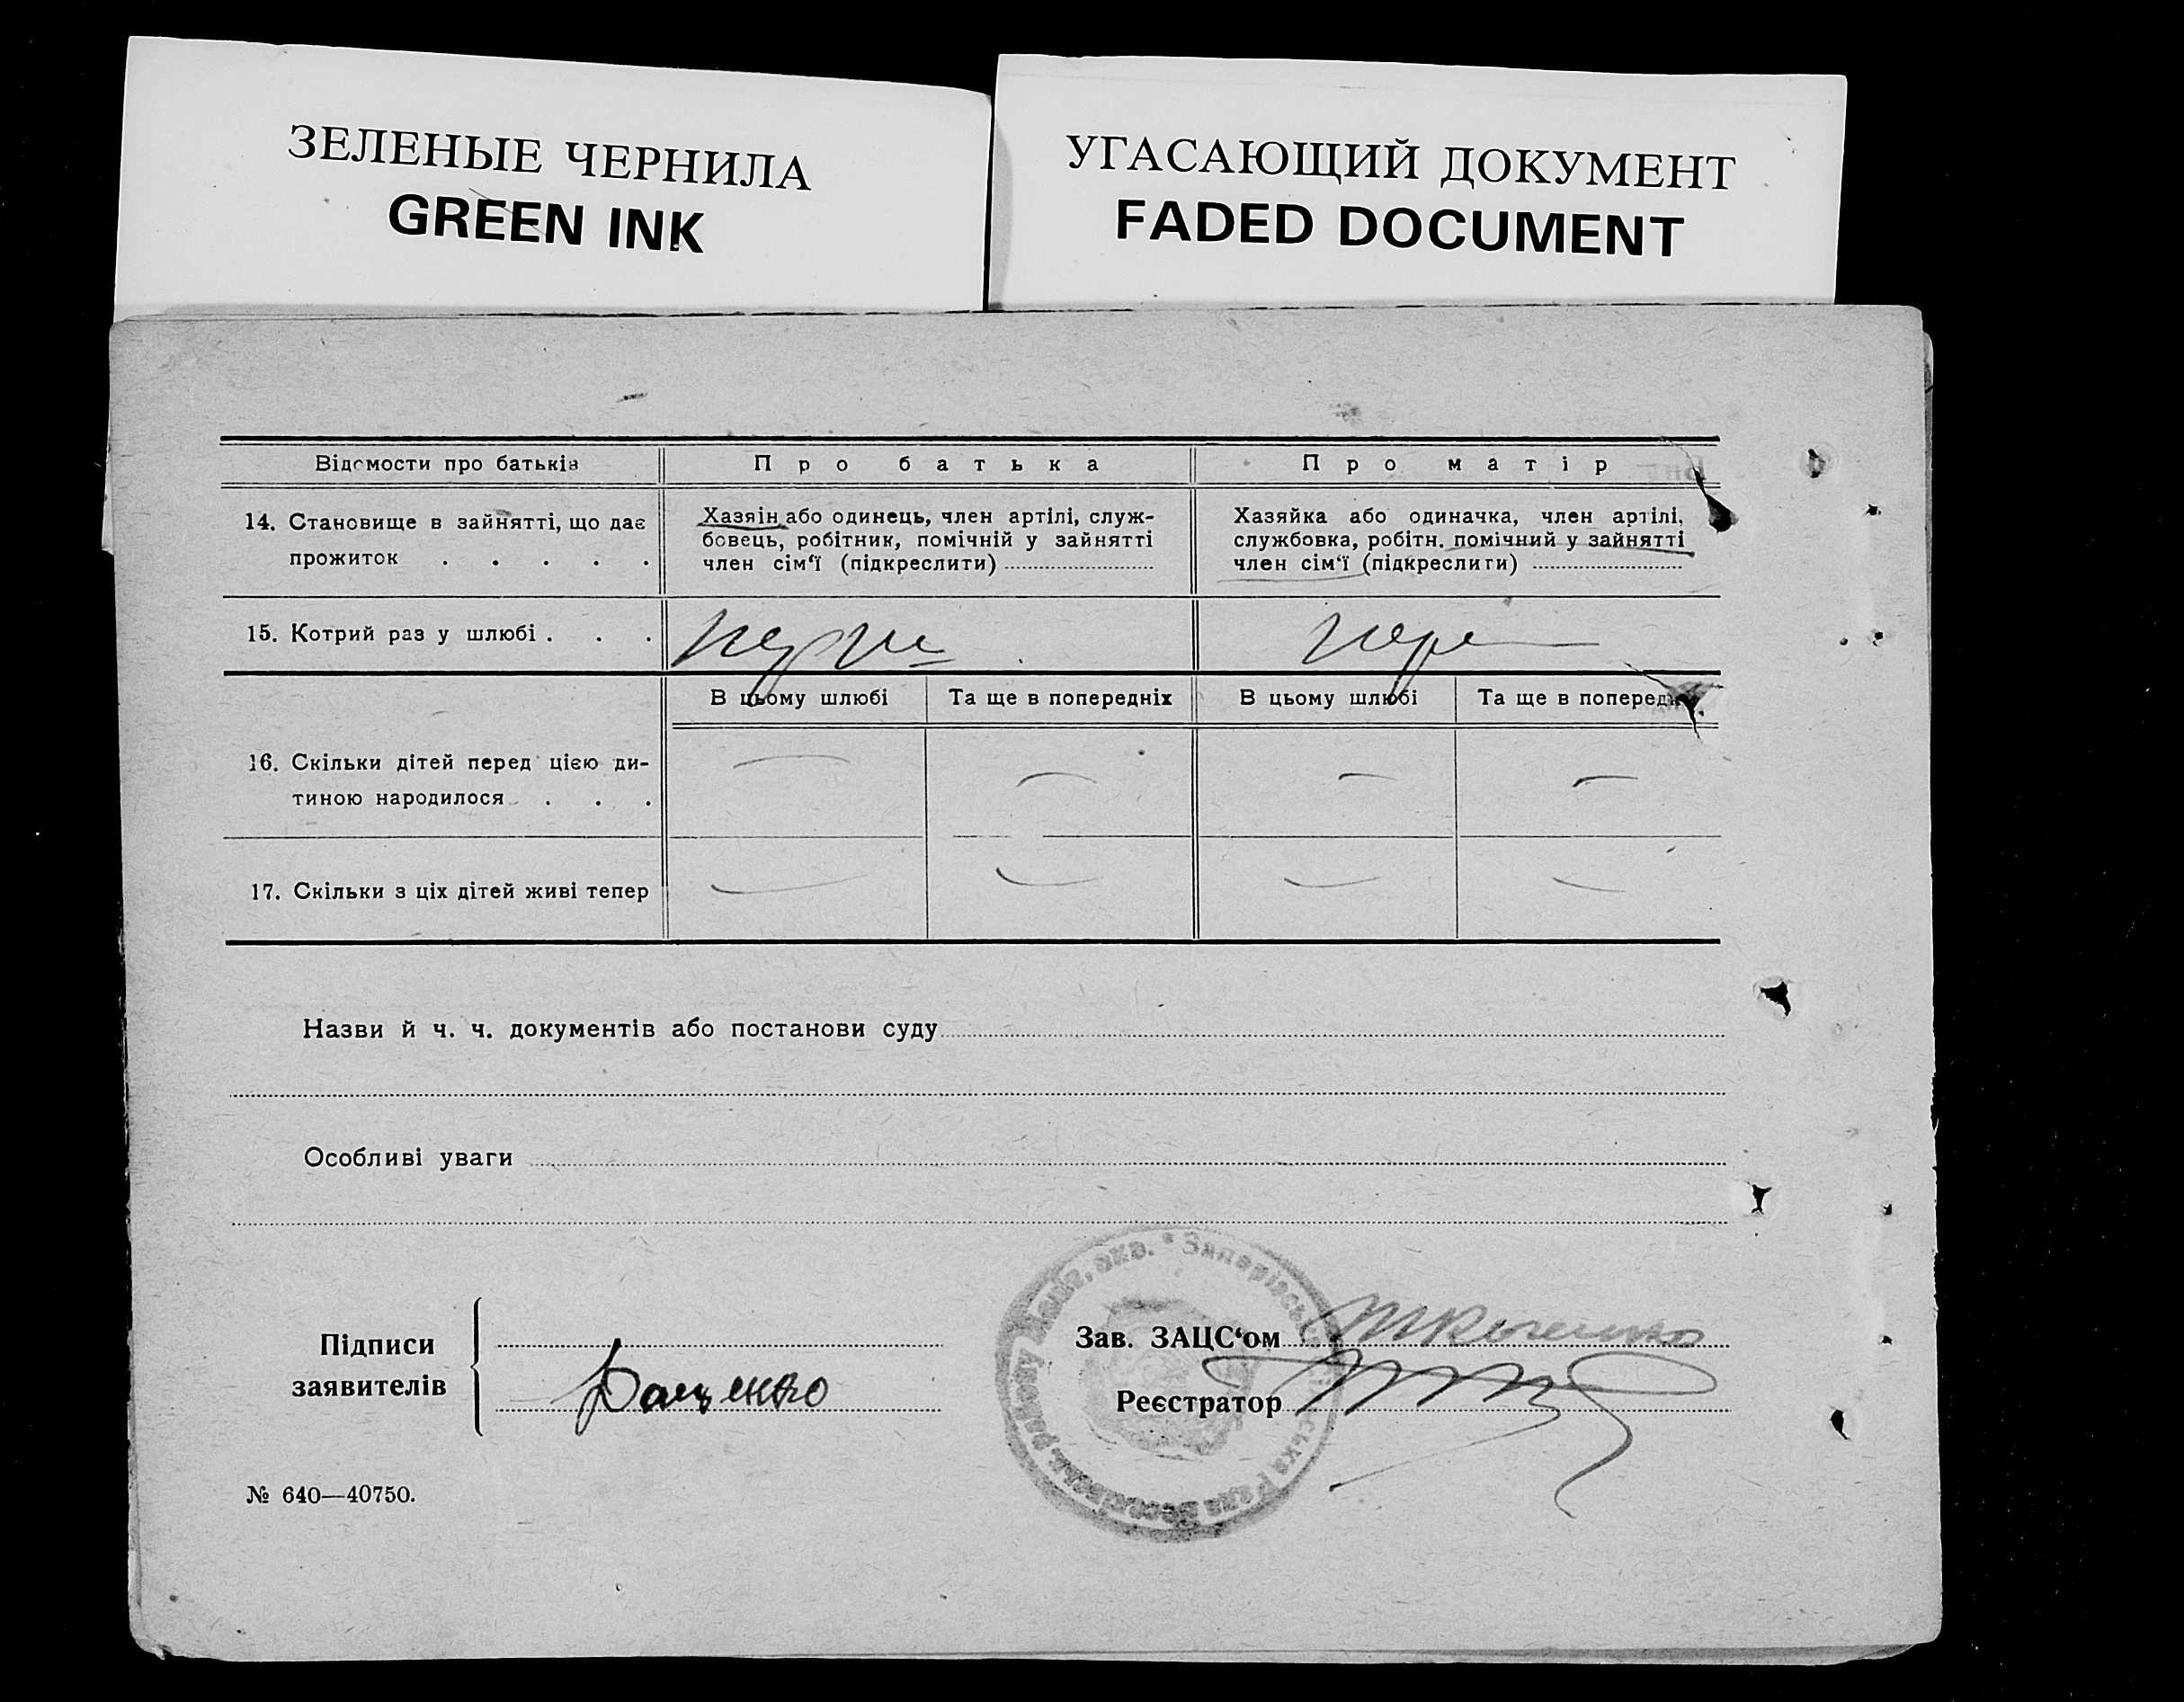 ЗЕЛЕНЫЕ ЧЕРНИЛА
GREEN INK
УГАСАЮЩИЙ ДОКУМЕНТ
FADED DOCUMENT
Відомости про батьків Про батька Про матір
14. Становище в зайнятті, що дає
прожиток . . . . .
Хазяїн або одинець, член артілі, служ-
бовець, робітник, помічній у зайнятті
член сім‘ї (підкреслити)
Хазяйка або одиначка, член артілі,
службовка, робітн. помічний у зайнятті
член сім‘ї (підкреслити)
15. Котрий раз у шлюбі . . .
В цьому шлюбі Та ще в попередніх В цьому шлюбі Та ще в попередн.
16. Скільки дітей перед цією ди-
тиною народилося . . .
17. Скільки з ціх дітей живі тепер
Назви й ч. ч. документів або постанови суду
Особливі уваги
Підписи
заявителів
Зав. ЗАЦС‘ом
Реєстратор
№ 640—40750.